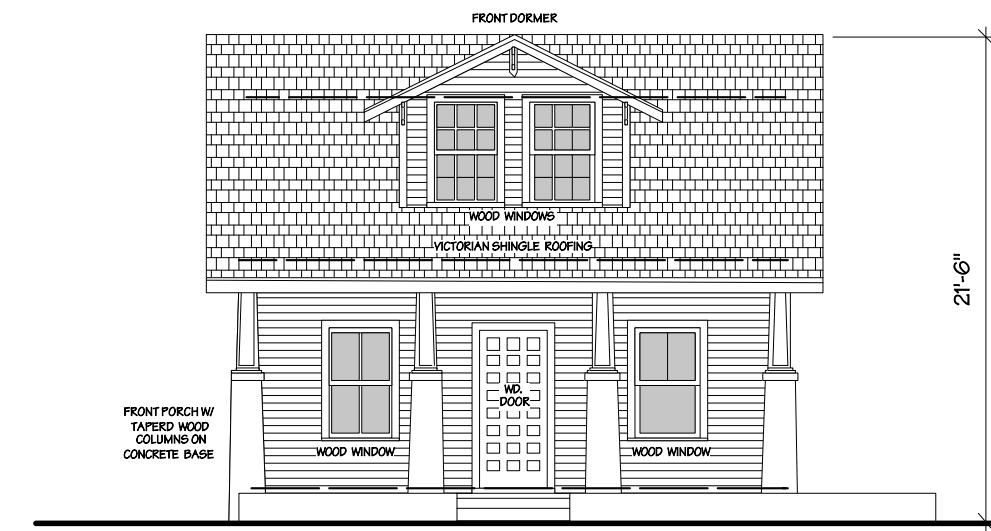 FRONT DORMER
WOOD WINDOWS
VICTORIAN SHINGLE ROOFING
21'-6"
WD.
DOOR
FRONT PORCH W/
TAPERD WOOD
COLUMNS ON
CONCRETE BASE
WOOD WINDOW
WOOD WINDOW